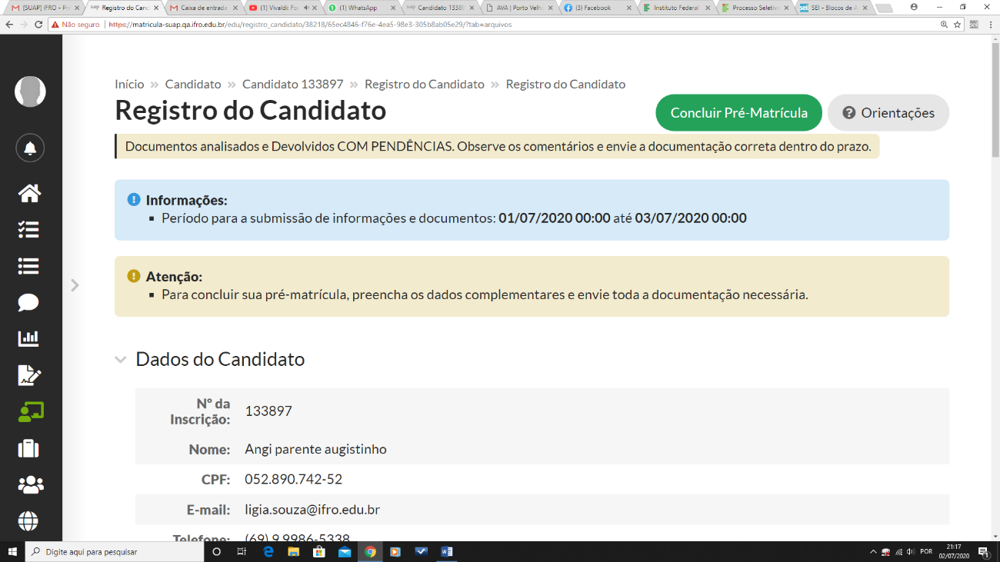 [SUAP] IFRO - Pr
Registro do Canc
Caixa de entrada
(1) Vivaldi: Fo
(1) WhatsApp
Candidato 13389
AVA | Porto Velh
(3) Facebook
Instituto Federal
Processo Seletiv
SEI - Blocos de A
Não seguro
https://matricula-suap.qa.ifro.edu.br/edu/registro_candidato/38218/65ec4846-f76e-4ea5-98e3-305b8ab05e29/?tab=arquivos
Início » Candidato » Candidato 133897 » Registro do Candidato » Registro do Candidato
Registro do Candidato
Concluir Pré-Matrícula
Orientações
Documentos analisados e Devolvidos COM PENDÊNCIAS. Observe os comentários e envie a documentação correta dentro do prazo.
Informações:
Período para a submissão de informações e documentos: 01/07/2020 00:00 até 03/07/2020 00:00
Atenção:
Para concluir sua pré-matrícula, preencha os dados complementares e envie toda a documentação necessária.
Dados do Candidato
Nº da
Inscrição: 133897
Nome: Angi parente augistinho
CPF: 052.890.742-52
E-mail: ligia.souza@ifro.edu.br
Telefone: (69) 9.9986-5338
Digite aqui para pesquisar
POR
21:17
02/07/2020
1